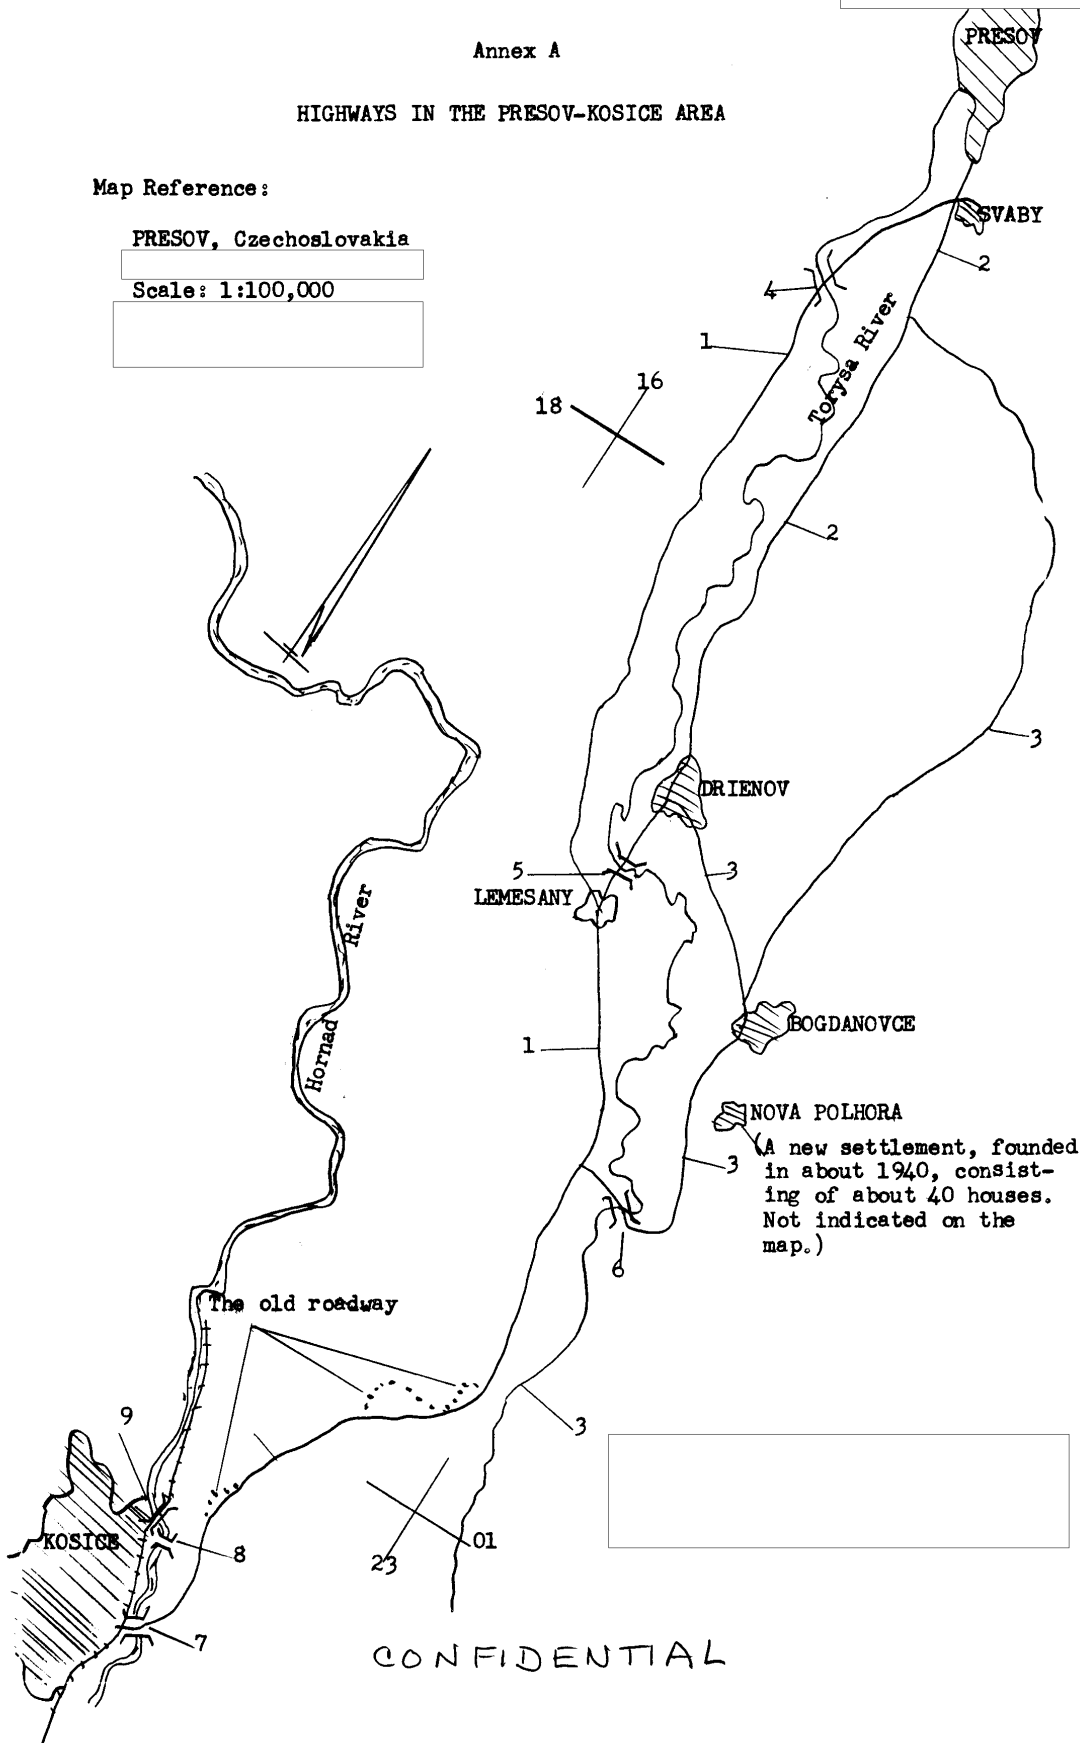 PRESOV
Annex A
HIGHWAYS IN THE PRESOV-KOSICE AREA
Map Reference:
PRESOV, Czechoslovakia
Scale: 1:100,000
SVABY
2
4
1
Torysa River
16
18
2
3
DRIENOV
5
3
LEMESANY
Hornad River
BOGDANOVCE
1
NOVA POLHORA
(A new settlement, founded
in about 1940, consist-
ing of about 40 houses.
Not indicated on the
map.)
3
6
The old roadway
9
3
KOSICE
8
01
23
7
CONFIDENTIAL